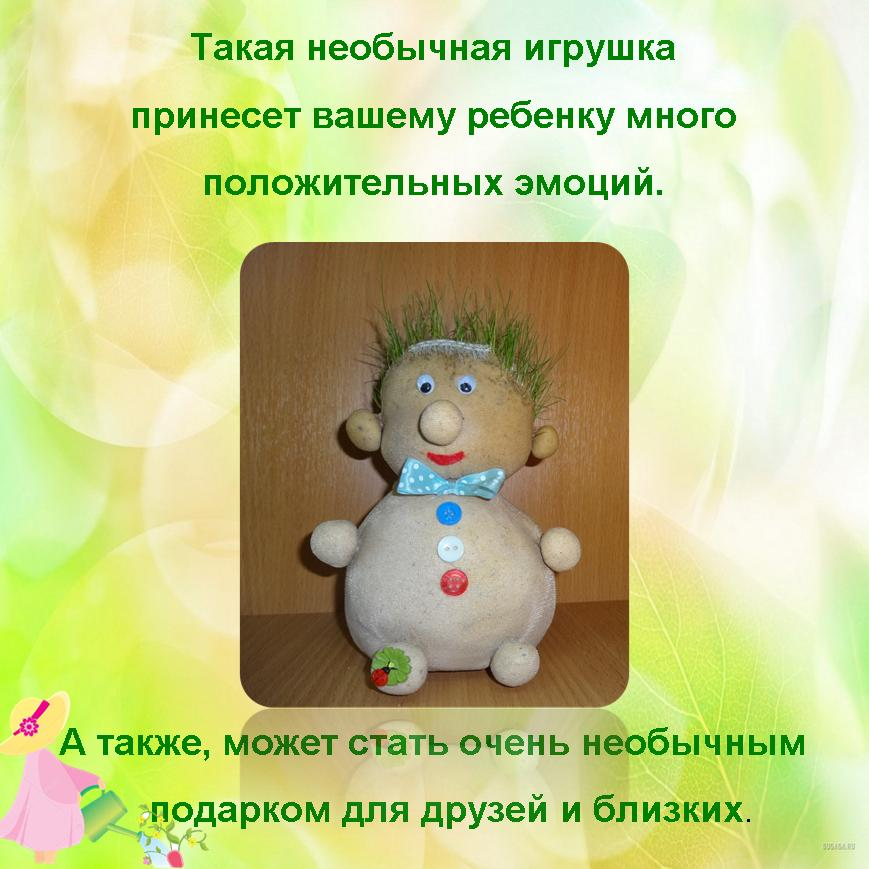 Такая необычная игрушка
принесет вашему ребенку много
положительных эмоций.
А также, может стать очень необычным
подарком для друзей и близких.